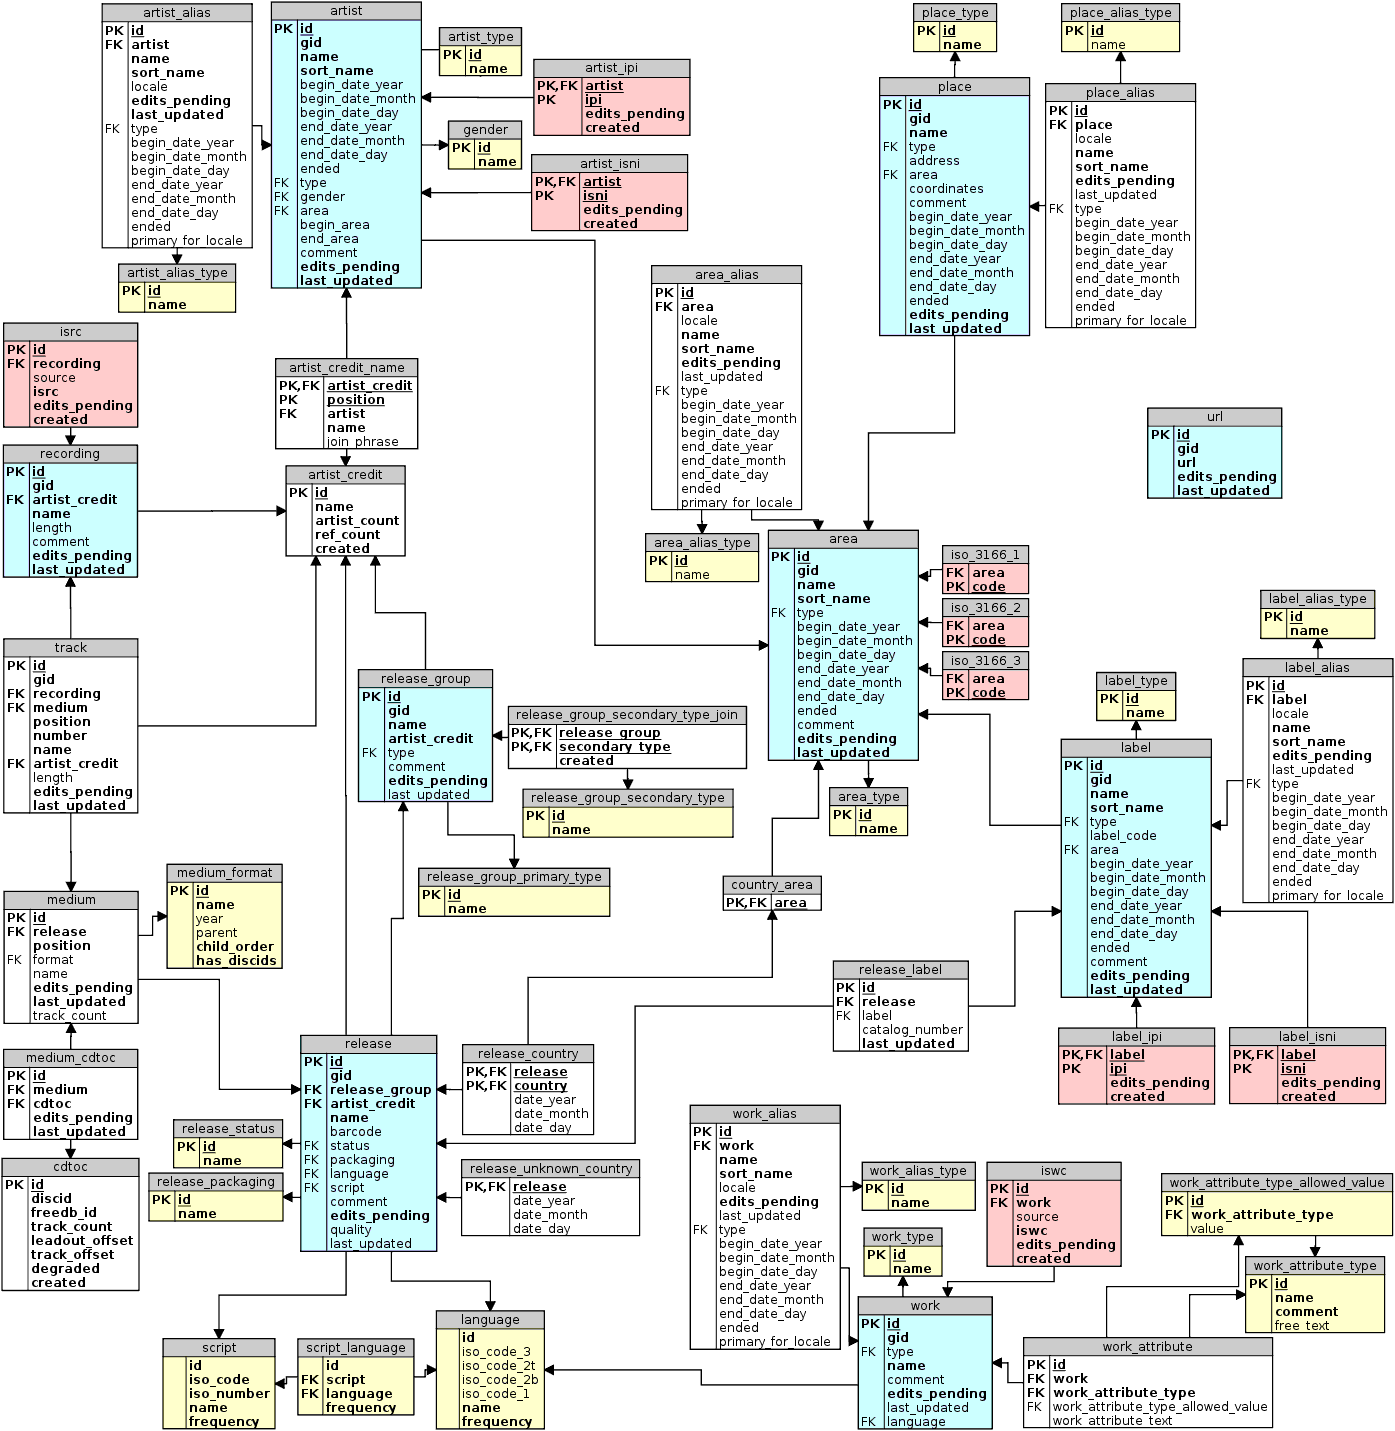 artist_alias
PK id
FK artist
name
sort_name
locale
edits_pending
last_updated
FK type
begin_date_year
begin_date_month
begin_date_day
end_date_year
end_date_month
end_date_day
ended
primary_for_locale
artist
PK id
gid
name
sort_name
begin_date_year
begin_date_month
begin_date_day
end_date_year
end_date_month
end_date_day
ended
FK type
FK gender
FK area
begin_area
end_area
comment
edits_pending
last_updated
artist_type
PK id
name
artist_ipi
PK,FK artist
PK ipi
edits_pending
created
gender
PK id
name
artist_isni
PK,FK artist
PK isni
edits_pending
created
place_type
PK id
name
place_alias_type
PK id
name
place
PK id
gid
name
FK type
address
FK area
coordinates
comment
begin_date_year
begin_date_month
begin_date_day
end_date_year
end_date_month
end_date_day
ended
edits_pending
last_updated
place_alias
PK id
FK place
locale
name
sort_name
edits_pending
last_updated
FK type
begin_date_year
begin_date_month
begin_date_day
end_date_year
end_date_month
end_date_day
ended
primary_for_locale
artist_alias_type
PK id
name
area_alias
PK id
FK area
locale
name
sort_name
edits_pending
last_updated
FK type
begin_date_year
begin_date_month
begin_date_day
end_date_year
end_date_month
end_date_day
ended
primary_for_locale
isrc
PK id
FK recording
source
isrc
edits_pending
created
artist_credit_name
PK,FK artist_credit
PK position
FK artist
name
join_phrase
url
PK id
gid
url
edits_pending
last_updated
recording
PK id
gid
FK artist_credit
name
length
comment
edits_pending
last_updated
artist_credit
PK id
name
artist_count
ref_count
created
area_alias_type
PK id
name
area
PK id
gid
name
sort_name
FK type
begin_date_year
begin_date_month
begin_date_day
end_date_year
end_date_month
end_date_day
ended
comment
edits_pending
last_updated
iso_3166_1
FK area
PK code
iso_3166_2
FK area
PK code
iso_3166_3
FK area
PK code
label_alias_type
PK id
name
track
PK id
gid
FK recording
FK medium
position
number
name
FK artist_credit
length
edits_pending
last_updated
release_group
PK id
gid
name
artist_credit
FK type
comment
edits_pending
last_updated
release_group_secondary_type_join
PK,FK release_group
PK,FK secondary_type
created
release_group_secondary_type
PK id
name
area_type
PK id
name
label_type
PK id
name
label_alias
PK id
FK label
locale
name
sort_name
edits_pending
last_updated
FK type
begin_date_year
begin_date_month
begin_date_day
end_date_year
end_date_month
end_date_day
ended
primary_for_locale
label
PK id
gid
name
sort_name
FK type
label_code
FK area
begin_date_year
begin_date_month
begin_date_day
end_date_year
end_date_month
end_date_day
ended
comment
edits_pending
last_updated
medium_format
PK id
name
year
parent
child_order
has_discids
release_group_primary_type
PK id
name
country_area
PK,FK area
medium
PK id
FK release
position
FK format
name
edits_pending
last_updated
track_count
release_label
PK id
FK release
FK label
catalog_number
last_updated
medium_cdtoc
PK id
FK medium
FK cdtoc
edits_pending
last_updated
release
PK id
gid
FK release_group
FK artist_credit
name
barcode
FK status
FK packaging
FK language
FK script
comment
edits_pending
quality
last_updated
release_country
PK,FK release
PK,FK country
date_year
date_month
date_day
label_ipi
PK,FK label
PK ipi
edits_pending
created
label_isni
PK,FK label
PK isni
edits_pending
created
release_status
PK id
name
release_packaging
PK id
name
cdtoc
PK id
discid
freedb_id
track_count
leadout_offset
track_offset
degraded
created
release_unknown_country
PK,FK release
date_year
date_month
date_day
work_alias
PK id
FK work
name
sort_name
locale
edits_pending
last_updated
FK type
begin_date_year
begin_date_month
begin_date_day
end_date_year
end_date_month
end_date_day
ended
primary_for_locale
work_alias_type
PK id
name
iswc
PK id
FK work
source
iswc
edits_pending
created
work_attribute_type_allowed_value
PK id
FK work_attribute_type
value
work_type
PK id
name
work_attribute_type
PK id
name
comment
free_text
work
PK id
gid
FK type
name
comment
edits_pending
last_updated
FK language
work_attribute
PK id
FK work
FK work_attribute_type
FK work_attribute_type_allowed_value
work_attribute_text
script
id
iso_code
iso_number
name
frequency
script_language
id
FK script
FK language
frequency
language
id
iso_code_3
iso_code_2t
iso_code_2b
iso_code_1
name
frequency